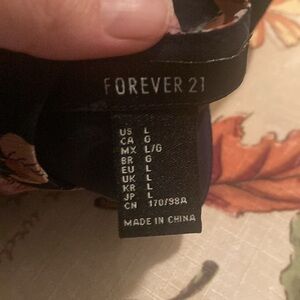 FOREVER 21
US L
CA G
MX L/G
BR G
EU L
UK L
KR L
JP L
CN 170/98A
MADE IN CHINA